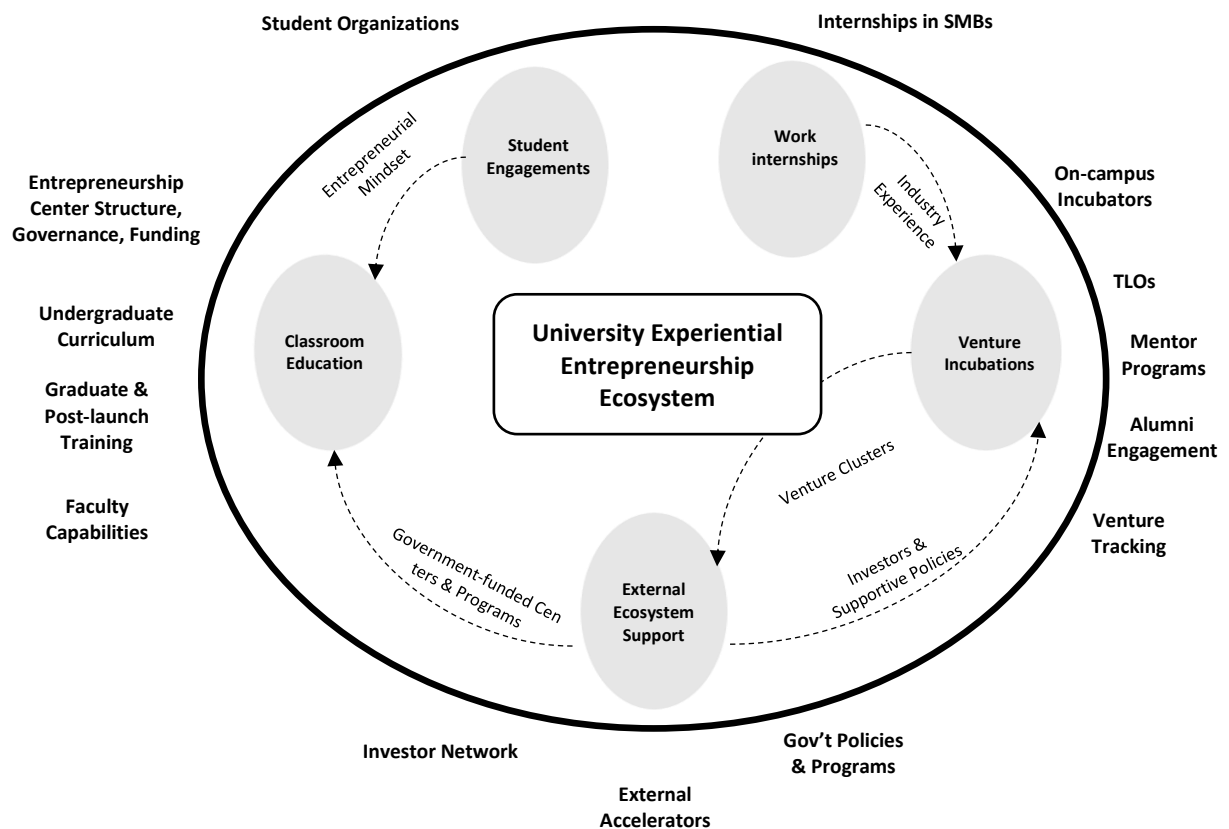 Student Organizations
Internships in SMBs
Student
Engagements
Work
internships
Entrepreneurial
Mindset
Industry
Experience
Entrepreneurship
Center Structure,
Governance, Funding
On-campus
Incubators
TLOs
Undergraduate
Curriculum
Classroom
Education
University Experiential
Entrepreneurship
Ecosystem
Venture
Incubations
Mentor
Programs
Graduate &
Post-launch
Training
Alumni
Engagement
Venture Clusters
Faculty
Capabilities
Venture
Tracking
Government-funded Cen
ters & Programs
External
Ecosystem
Support
Investors &
Supportive Policies
Investor Network
Gov’t Policies
& Programs
External
Accelerators